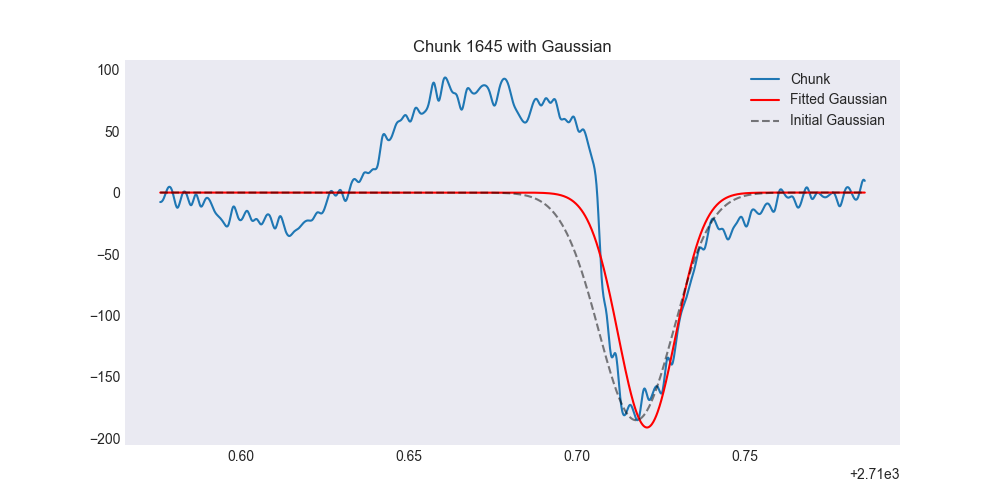 Chunk 1645 with Gaussian
100
50
0
−50
−100
−150
−200
Chunk
Fitted Gaussian
Initial Gaussian
0.60 0.65 0.70 0.75
+2.71e3